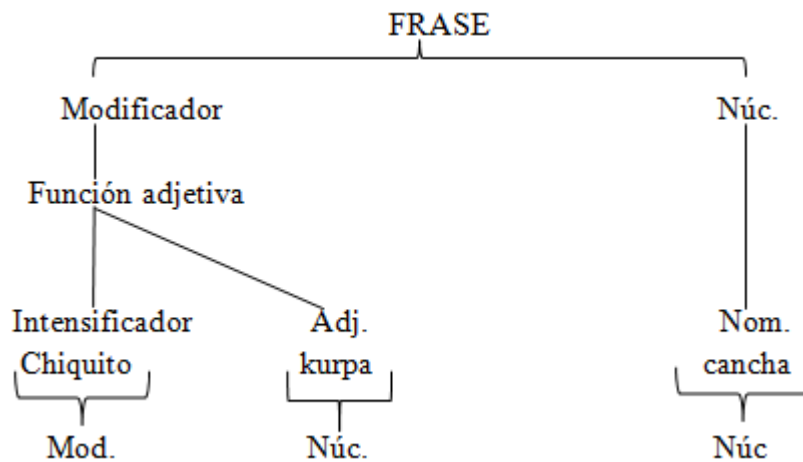 FRASE
Modificador Núc.
Función adjetiva
Intensificador Adj. Nom.
Chiquito kurpa cancha
Mod. Núc. Núc